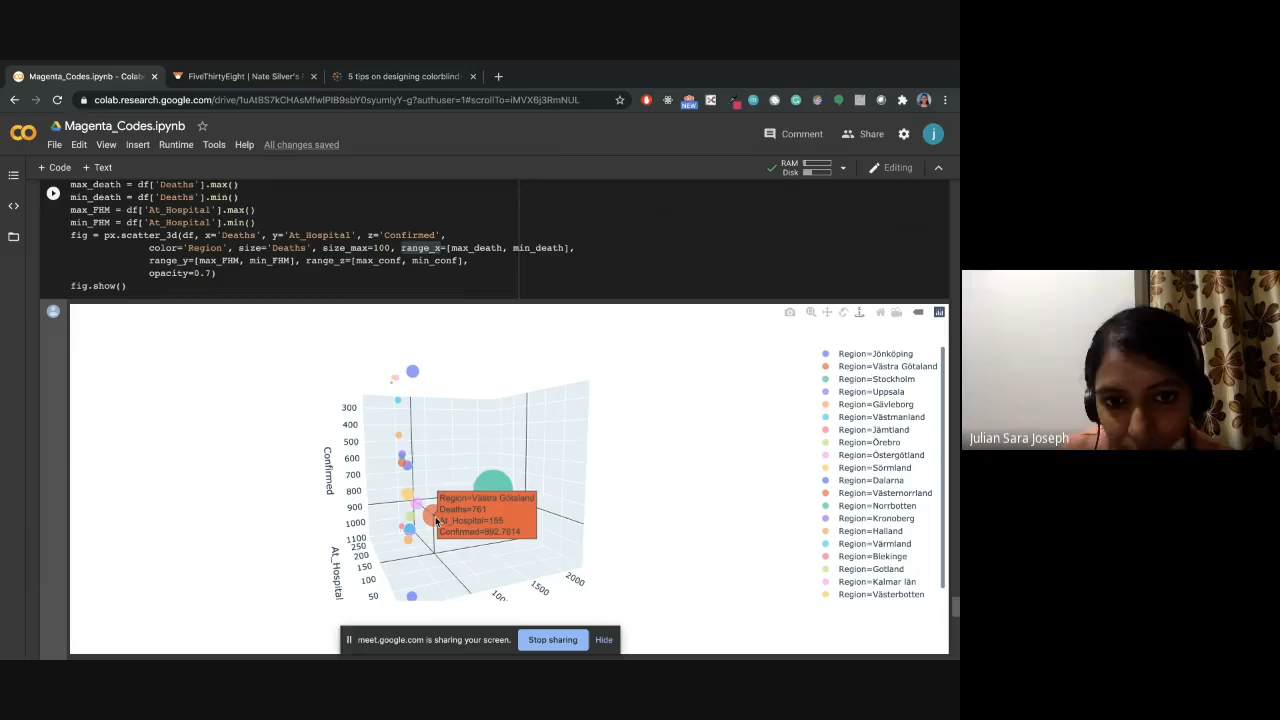 Magenta_Codes.ipynb - Colab
FiveThirtyEight | Nate Silver's
5 tips on designing colorblind
colab.research.google.com/drive/1uAtBS7kCHAsMfwIPIB9sbY0syumlyY-g?authuser=1#scrollTo=iMVX6j3RmNUL
NEW
CO
Magenta_Codes.ipynb
Comment
Share
j
File Edit View Insert Runtime Tools Help All changes saved
+ Code + Text
RAM
Disk
Editing
max_death = df['Deaths'].max()
min_death = df['Deaths'].min()
max_FHM = df['At_Hospital'].max()
min_FHM = df['At_Hospital'].min()
fig = px.scatter_3d(df, x='Deaths', y='At_Hospital', z='Confirmed',
color='Region', size='Deaths', size_max=100, range_x=[max_death, min_death],
range_y=[max_FHM, min_FHM], range_z=[max_conf, min_conf],
opacity=0.7)
fig.show()
300
400
500
600
700
800
900
1000
1100
Confirmed
250
200
150
100
50
At_Hospital
1500
2000
Region=Västra Götaland
Deaths=761
At_Hospital=155
Confirmed=892.7614
Region=Jönköping
Region=Västra Götaland
Region=Stockholm
Region=Uppsala
Region=Gävleborg
Region=Västmanland
Region=Jämtland
Region=Örebro
Region=Östergötland
Region=Sörmland
Region=Dalarna
Region=Västernorrland
Region=Norrbotten
Region=Kronoberg
Region=Halland
Region=Värmland
Region=Blekinge
Region=Gotland
Region=Kalmar län
Region=Västerbotten
meet.google.com is sharing your screen.
Stop sharing
Hide
Julian Sara Joseph